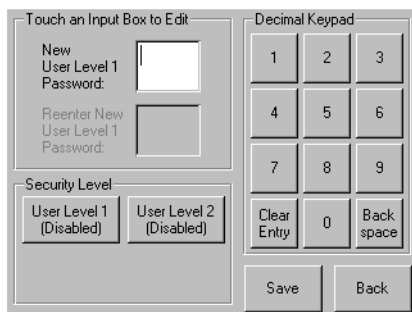 Touch an Input Box to Edit
New
User Level 1
Password:
Reenter New
User Level 1
Password:
Security Level
User Level 1
(Disabled)
User Level 2
(Disabled)
Decimal Keypad
1 2 3
4 5 6
7 8 9
Clear
Entry
0
Back
space
Save Back